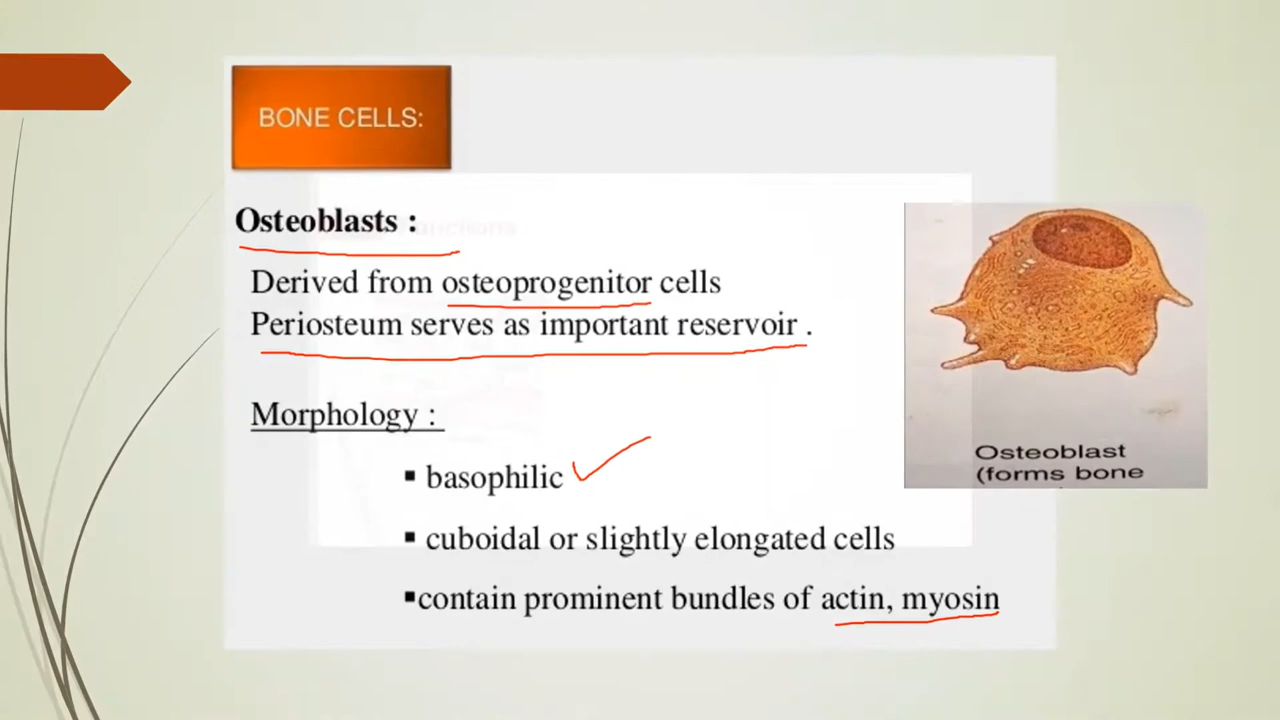 BONE CELLS:
Osteoblasts :
Derived from osteoprogenitor cells
Periosteum serves as important reservoir .
Morphology :
▪ basophilic
▪ cuboidal or slightly elongated cells
▪contain prominent bundles of actin, myosin
Osteoblast
(forms bone